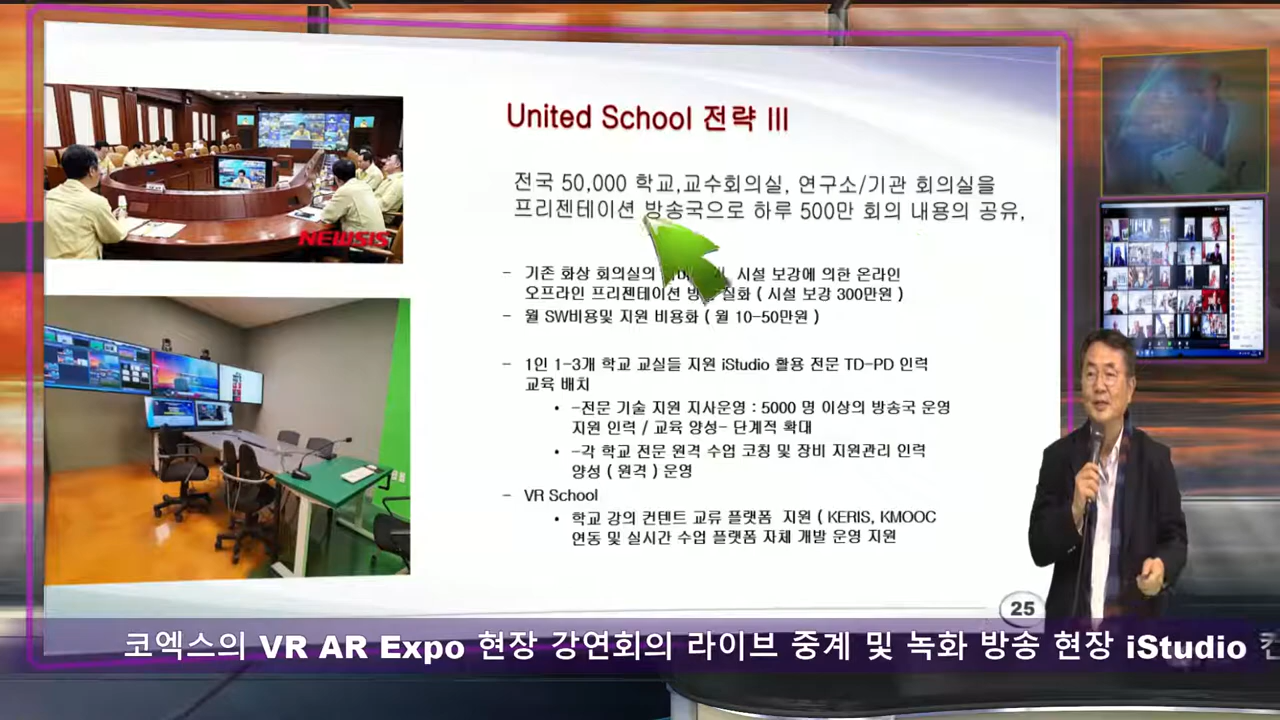 United School 전략 III
전국 50,000 학교,교수회의실, 연구소/기관 회의실을
프리젠테이션 방송국으로 하루 500만 회의 내용의 공유,
NEWSIS
- 기존 화상 회의실의 시설 보강에 의한 온라인
오프라인 프리젠테이션 ( 시설 보강 300만원 )
- 월 SW비용및 지원 비용화 ( 월 10-50만원 )
- 1인 1-3개 학교 교실들 지원 iStudio 활용 전문 TD-PD 인력
교육 배치
• -전문 기술 지원 지사운영 : 5000 명 이상의 방송국 운영
지원 인력 / 교육 양성- 단계적 확대
• -각 학교 전문 원격 수업 코칭 및 장비 지원관리 인력
양성 ( 원격 ) 운영
- VR School
• 학교 강의 컨텐트 교류 플랫폼 지원 ( KERIS, KMOOC
연동 및 실시간 수업 플랫폼 자체 개발 운영 지원
25
코엑스의 VR AR Expo 현장 강연회의 라이브 중계 및 녹화 방송 현장 iStudio